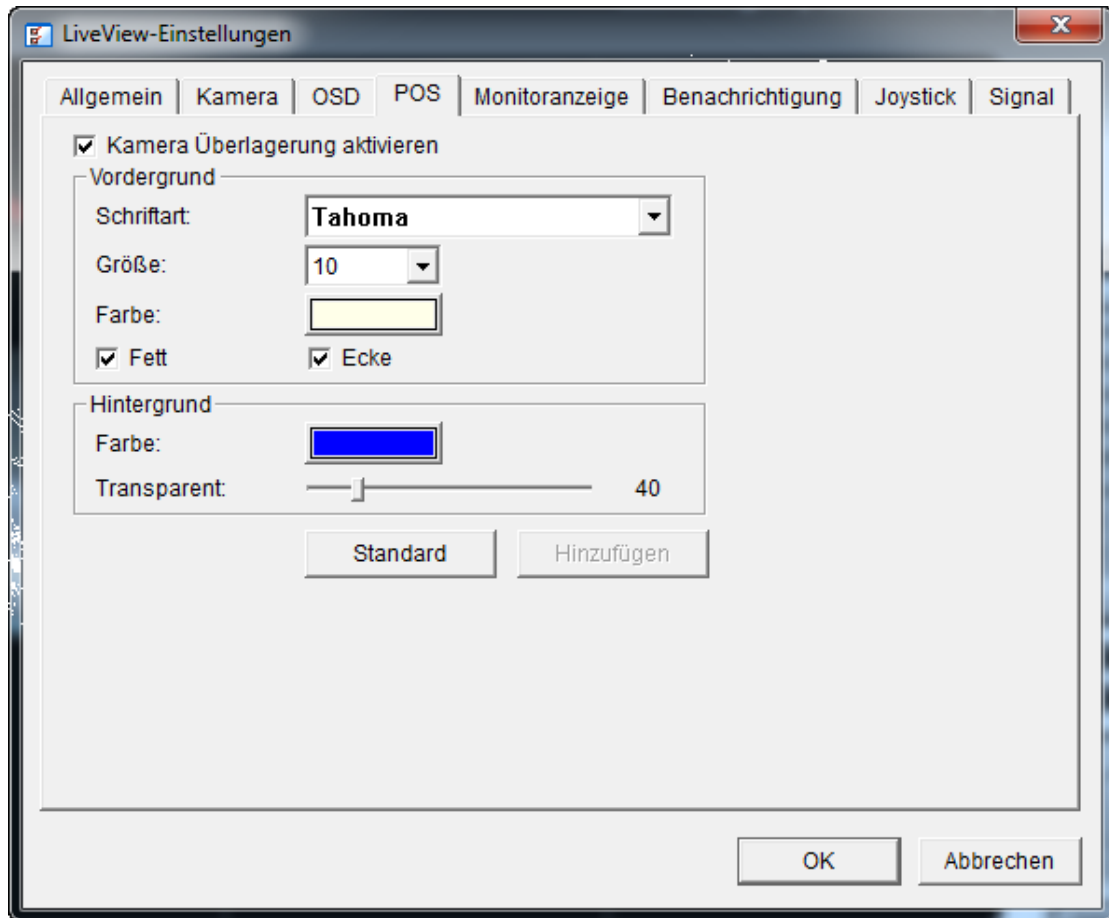 LiveView-Einstellungen
Allgemein Kamera OSD POS Monitoranzeige Benachrichtigung Joystick Signal
Kamera Überlagerung aktivieren
Vordergrund
Schriftart: Tahoma
Größe: 10
Farbe:
Fett Ecke
Hintergrund
Farbe:
Transparent: 40
Standard Hinzufügen
OK Abbrechen